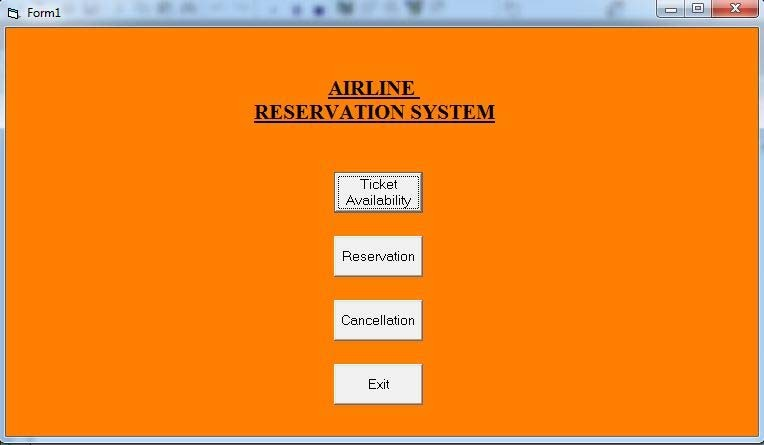 Form1
AIRLINE
RESERVATION SYSTEM
Ticket
Availability
Reservation
Cancellation
Exit